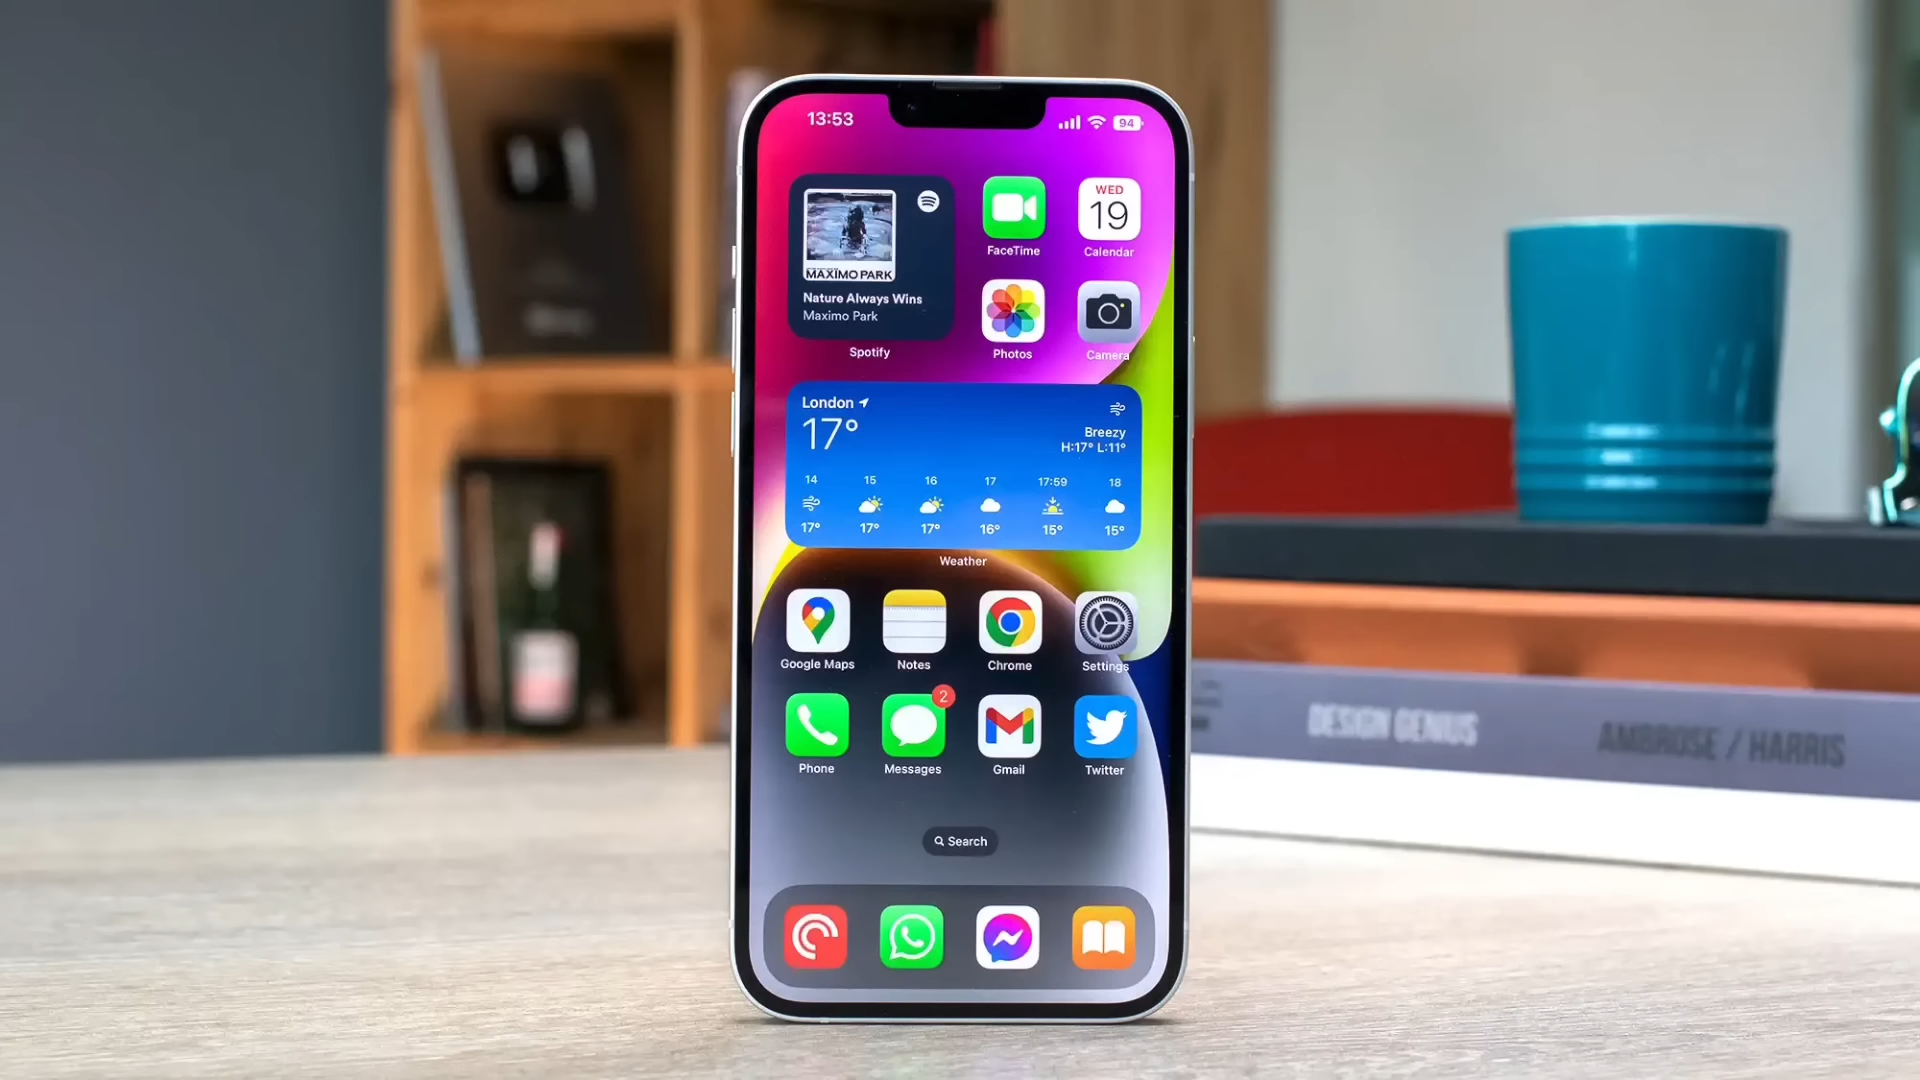 13:53
94
MAXÏMO PARK
Nature Always Wins
Maximo Park
Spotify
FaceTime
WED
19
Calendar
Photos
Camera
London
17°
Breezy
H:17° L:11°
14 15 16 17 17:59 18
17° 17° 17° 16° 15° 15°
Weather
Google Maps Notes Chrome Settings
2
Phone Messages Gmail Twitter
Search
DESIGN GENIUS
AMBROSE / HARRIS